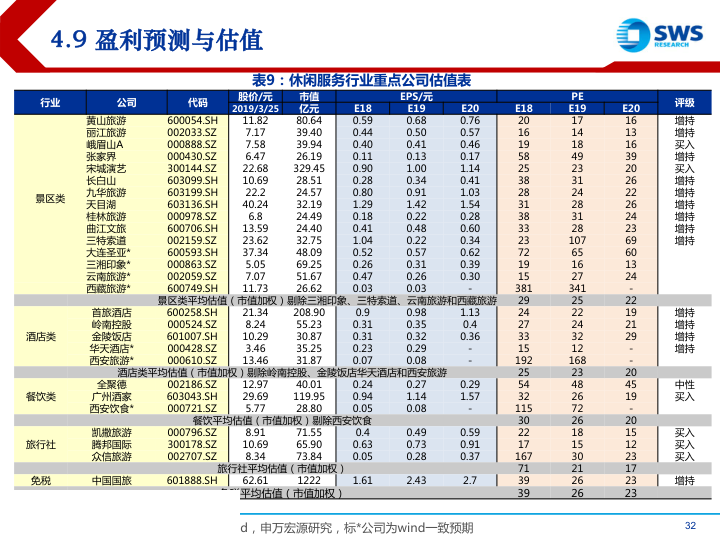 4.9 盈利预测与估值
SWS
RESEARCH
表9：休闲服务行业重点公司估值表
行业 公司 代码 股价/元 市值 EPS/元 PE 评级
2019/3/25 亿元 E18 E19 E20 E18 E19 E20
景区类
黄山旅游 600054.SH 11.82 80.64 0.59 0.68 0.76 20 17 16 增持
丽江旅游 002033.SZ 7.17 39.40 0.44 0.50 0.57 16 14 13 增持
峨眉山A 000888.SZ 7.58 39.94 0.40 0.41 0.46 19 18 16 买入
张家界 000430.SZ 6.47 26.19 0.11 0.13 0.17 58 49 39 增持
宋城演艺 300144.SZ 22.68 329.45 0.90 1.00 1.14 25 23 20 买入
长白山 603099.SH 10.69 28.51 0.28 0.34 0.41 38 31 26 增持
九华旅游 603199.SH 22.2 24.57 0.80 0.91 1.03 28 24 22 增持
天目湖 603136.SH 40.24 32.19 1.29 1.42 1.54 31 28 26 增持
桂林旅游 000978.SZ 6.8 24.49 0.18 0.22 0.28 38 31 24 增持
曲江文旅 600706.SH 13.59 24.40 0.41 0.48 0.60 33 28 23 增持
三特索道 002159.SZ 23.62 32.75 1.04 0.22 0.34 23 107 69 增持
大连圣亚* 600593.SH 37.34 48.09 0.52 0.57 0.62 72 65 60
三湘印象* 000863.SZ 5.05 69.25 0.26 0.31 0.39 19 16 13
云南旅游* 002059.SZ 7.07 51.67 0.47 0.26 0.30 15 27 24
西藏旅游* 600749.SH 11.73 26.62 0.03 0.03 - 381 341 -
景区类平均估值（市值加权）剔除三湘印象、三特索道、云南旅游和西藏旅游 29 25 22
酒店类
首旅酒店 600258.SH 21.34 208.90 0.9 0.98 1.13 24 22 19 增持
岭南控股 000524.SZ 8.24 55.23 0.31 0.35 0.4 27 24 21 增持
金陵饭店 601007.SH 10.29 30.87 0.31 0.32 0.36 33 32 29 增持
华天酒店* 000428.SZ 3.46 35.25 0.23 0.29 - 15 12 - 增持
西安旅游* 000610.SZ 13.46 31.87 0.07 0.08 - 192 168 -
酒店类平均估值（市值加权）剔除岭南控股、金陵饭店华天酒店和西安旅游 25 23 20
餐饮类
全聚德 002186.SZ 12.97 40.01 0.24 0.27 0.29 54 48 45 中性
广州酒家 603043.SH 29.69 119.95 0.94 1.14 1.57 32 26 19 买入
西安饮食* 000721.SZ 5.77 28.80 0.05 0.08 - 115 72 -
餐饮平均估值（市值加权）剔除西安饮食 30 26 20
旅行社
凯撒旅游 000796.SZ 8.91 71.55 0.4 0.49 0.59 22 18 15 买入
腾邦国际 300178.SZ 10.69 65.90 0.63 0.73 0.91 17 15 12 买入
众信旅游 002707.SZ 8.34 73.84 0.05 0.28 0.37 167 30 23 买入
旅行社平均估值（市值加权） 71 21 17
免税 中国国旅 601888.SH 62.61 1222 1.61 2.43 2.7 39 26 23 增持
平均估值（市值加权） 39 26 23
d，申万宏源研究，标*公司为wind一致预期
32